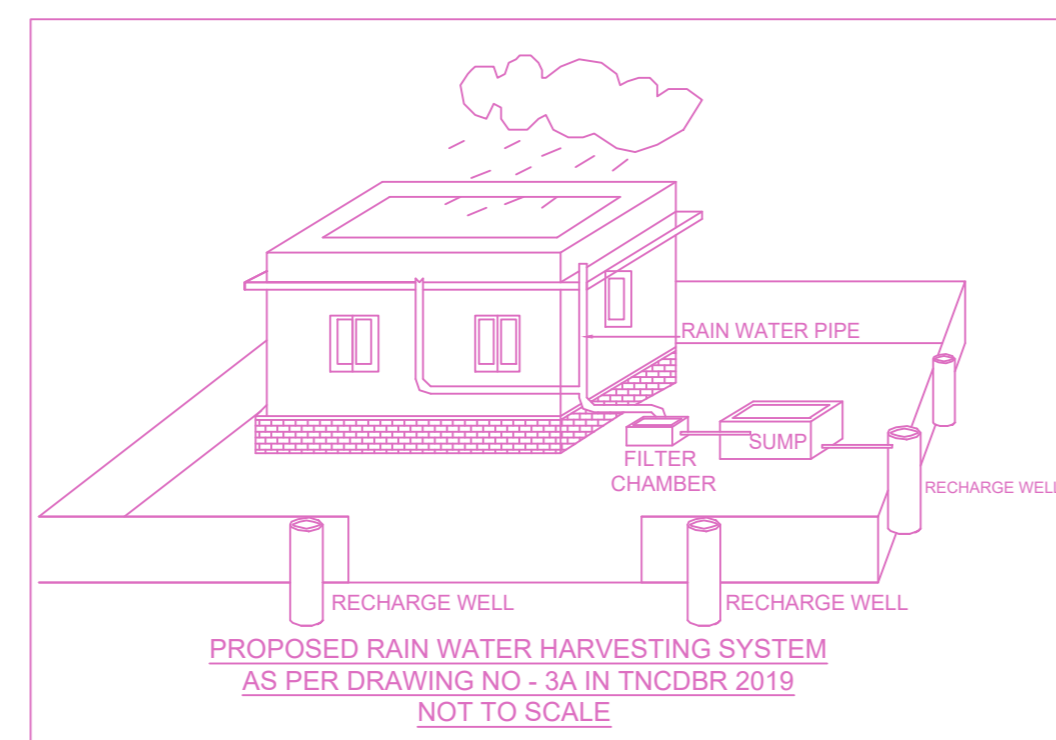 RAIN WATER PIPE
SUMP
FILTER
CHAMBER
RECHARGE WELL
RECHARGE WELL
RECHARGE WELL
PROPOSED RAIN WATER HARVESTING SYSTEM
AS PER DRAWING NO - 3A IN TNCDBR 2019
NOT TO SCALE